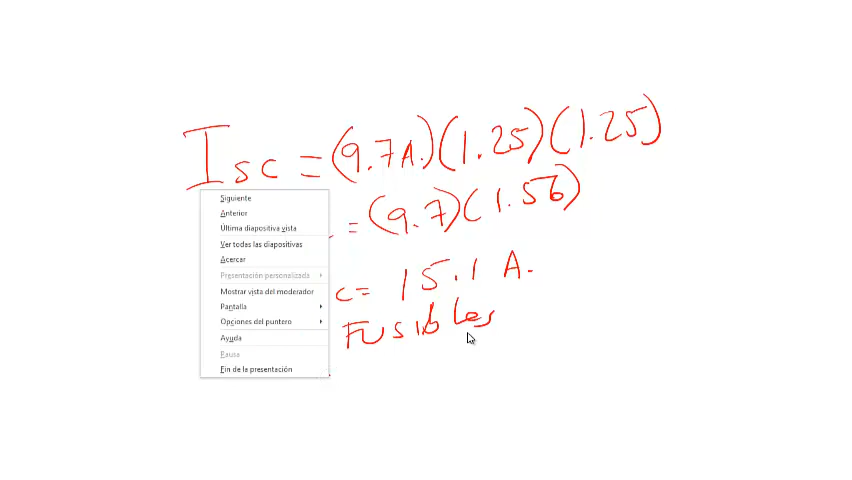 Isc = (9.7A.)(1.25)(1.25)
= (9.7)(1.56)
c= 15.1 A.
Fusibles
Siguiente
Anterior
Última diapositiva vista
Ver todas las diapositivas
Acercar
Presentación personalizada
Mostrar vista del moderador
Pantalla
Opciones del puntero
Ayuda
Pausa
Fin de la presentación